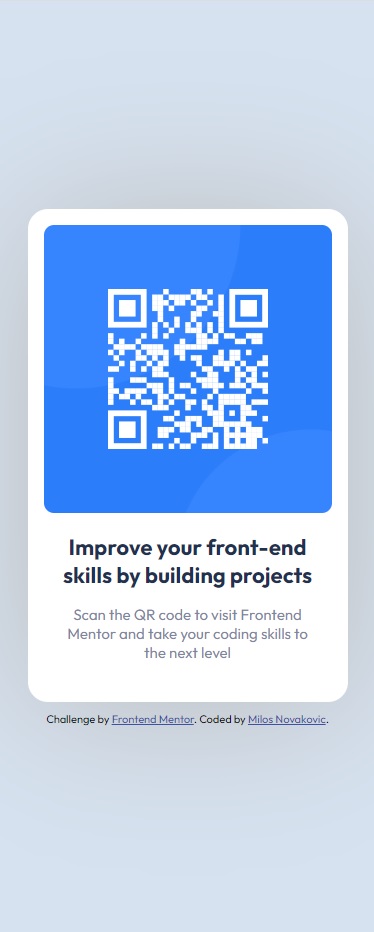 Improve your front-end
skills by building projects
Scan the QR code to visit Frontend
Mentor and take your coding skills to
the next level
Challenge by Frontend Mentor. Coded by Milos Novakovic.